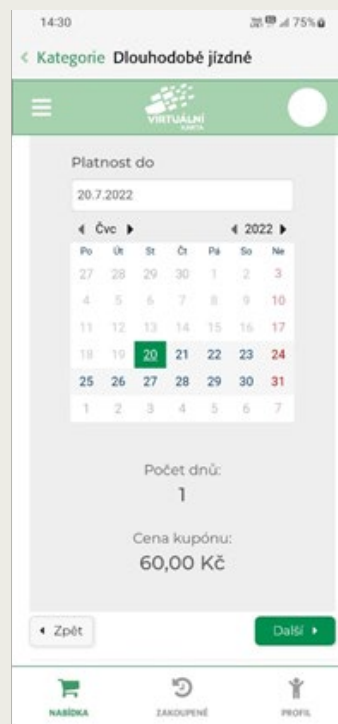 14:30 75%
Kategorie Dlouhodobé jízdné
VIRTUÁLNÍ
KARTA
Platnost do
20.7.2022
Čvc 2022
Po Út St Čt Pá So Ne
27 28 29 30 1 2 3
4 5 6 7 8 9 10
11 12 13 14 15 16 17
18 19 20 21 22 23 24
25 26 27 28 29 30 31
1 2 3 4 5 6 7
Počet dnů:
1
Cena kupónu:
60,00 Kč
Zpět Další
NABÍDKA ZAKOUPENÉ PROFIL